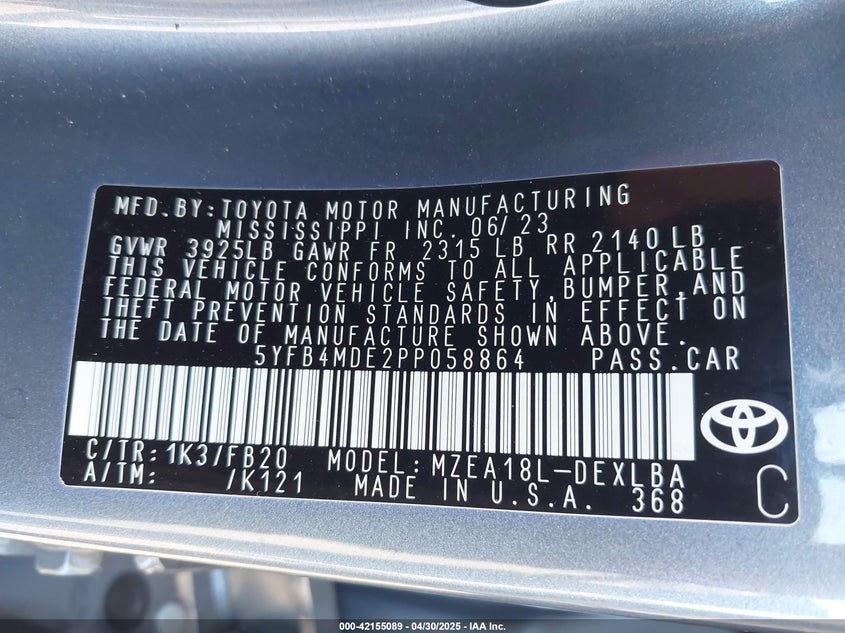 MFD.BY:TOYOTA MOTOR MANUFACTURING
MISSISSIPPI INC. 06/23
GVWR 3925LB GAWR FR 2315 LB RR 2140 LB
THIS VEHICLE CONFORMS TO ALL APPLICABLE
FEDERAL MOTOR VEHICLE SAFETY,BUMPER,AND
THEFT PREVENTION STANDARDS IN EFFECT ON
THE DATE OF MANUFACTURE SHOWN ABOVE.
5YFB4MDE2PP058864 PASS.CAR
C/TR:1K3/FB20 MODEL:MZEA18L-DEXLBA
A/TM: /K121 MADE IN U.S.A. 368
C
000-42155089 - 04/30/2025 - IAA Inc.